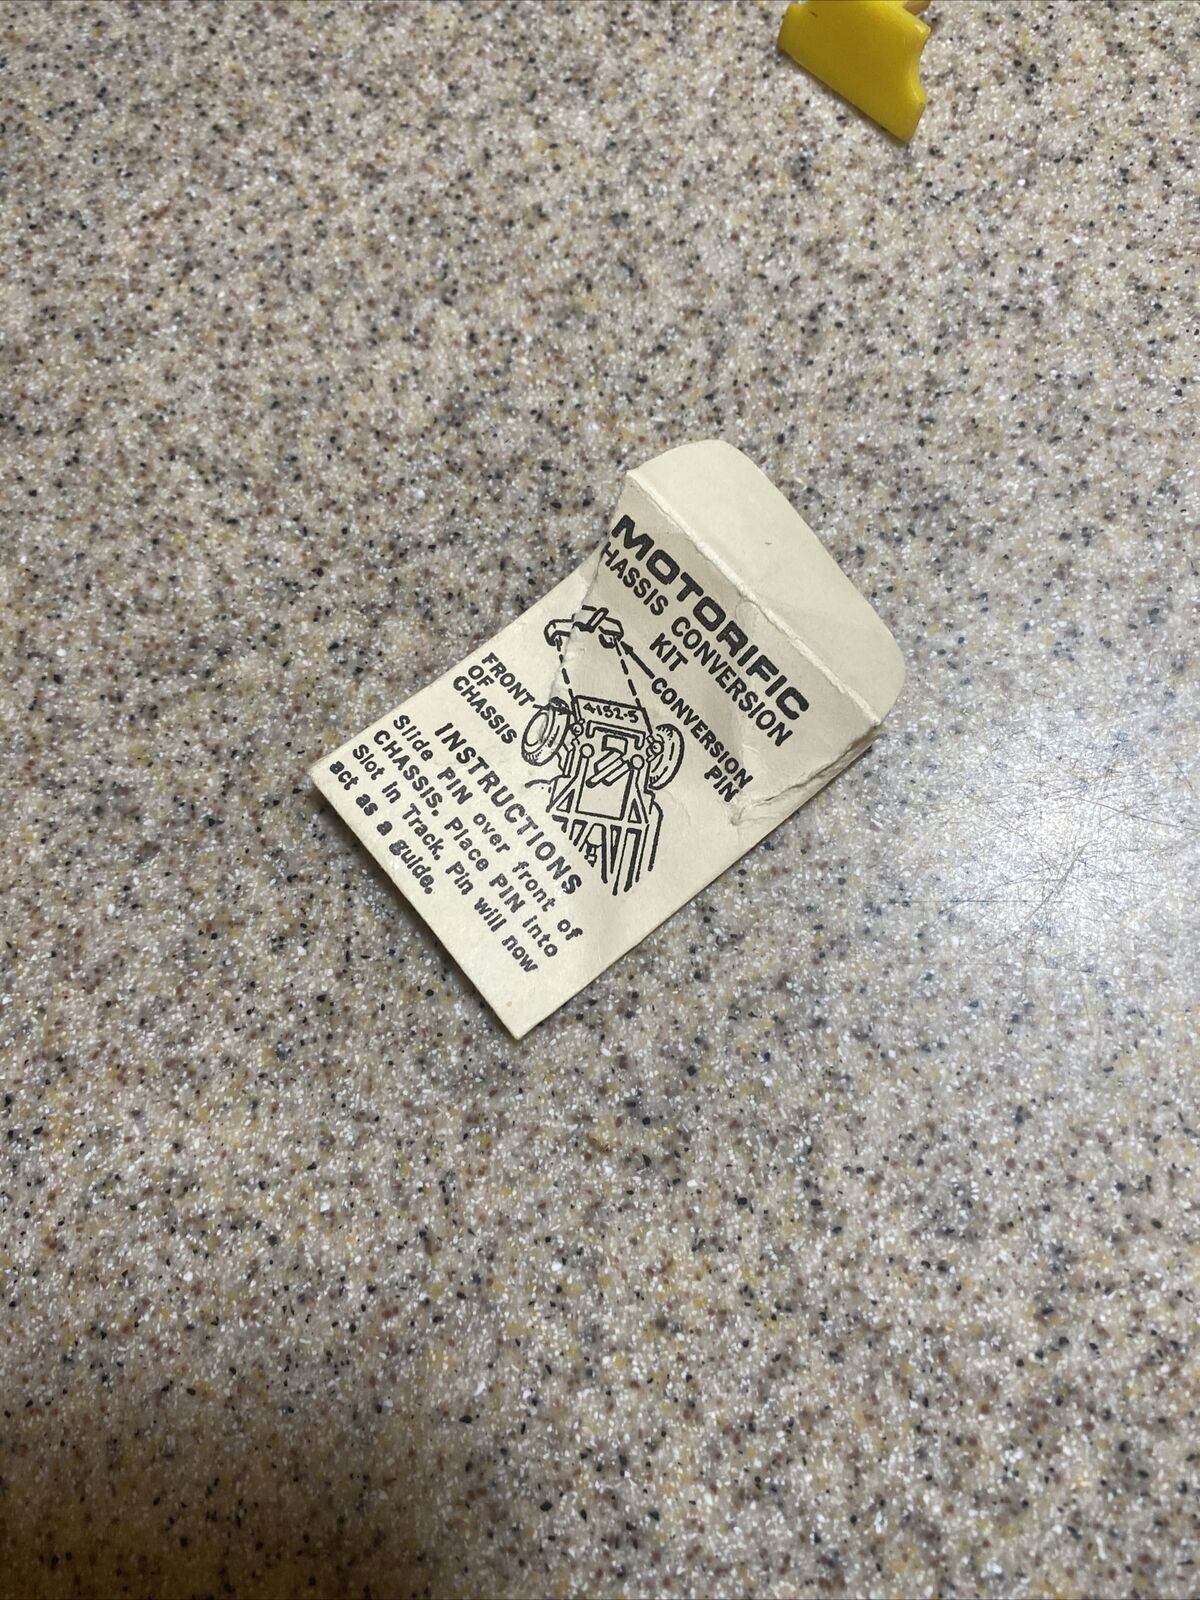 MOTORIFIC
HASSIS CONVERSION
KIT
CONVERSION
PIN
FRONT
OF
CHASSIS
4152-5
INSTRUCTIONS
Slide PIN over front of
CHASSIS. Place PIN into
Slot in Track. Pin will now
act as a guide.